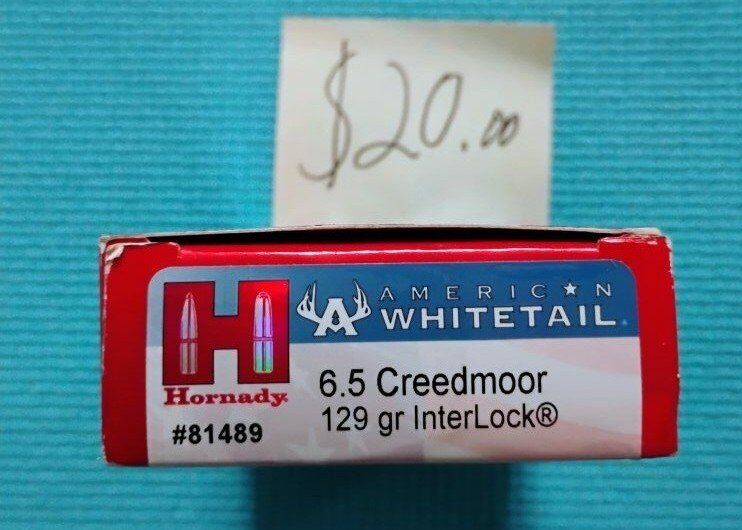 $20.00
H
AMERICAN
WHITETAIL
Hornady
6.5 Creedmoor
129 gr InterLock®
#81489